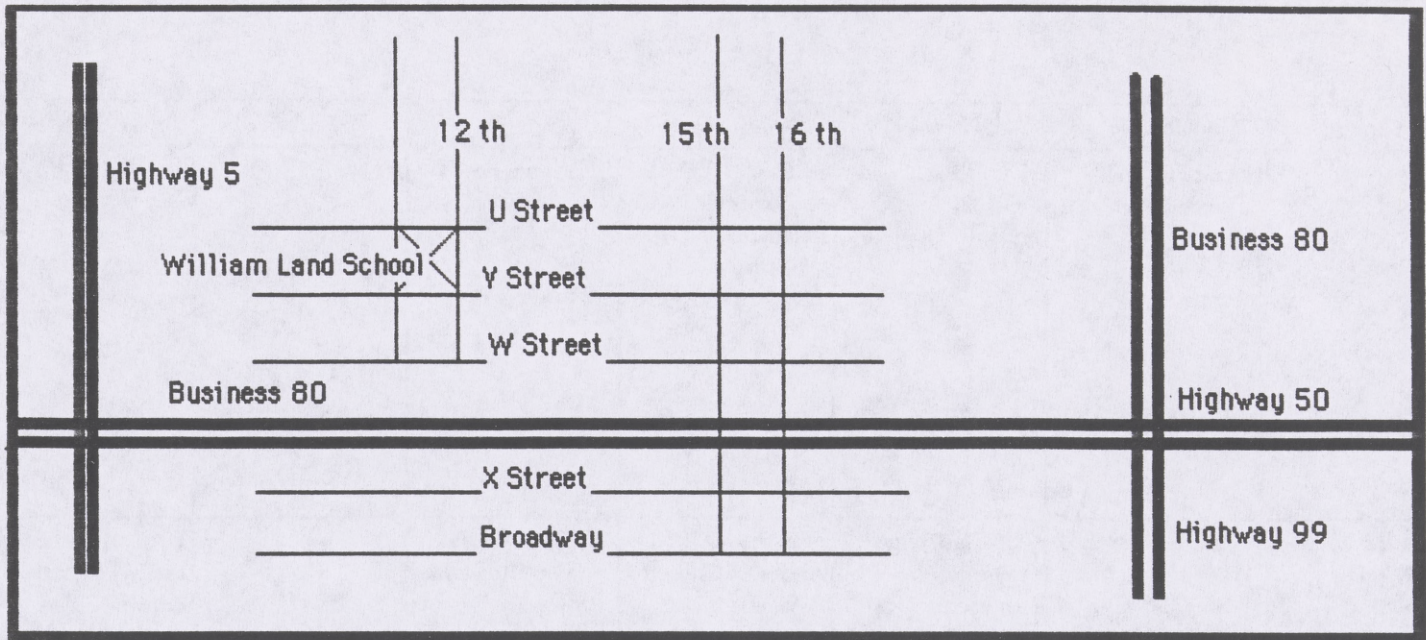 12 th
15 th
16 th
Highway 5
U Street
Business 80
William Land School
V Street
W Street
Business 80
Highway 50
X Street
Broadway
Highway 99